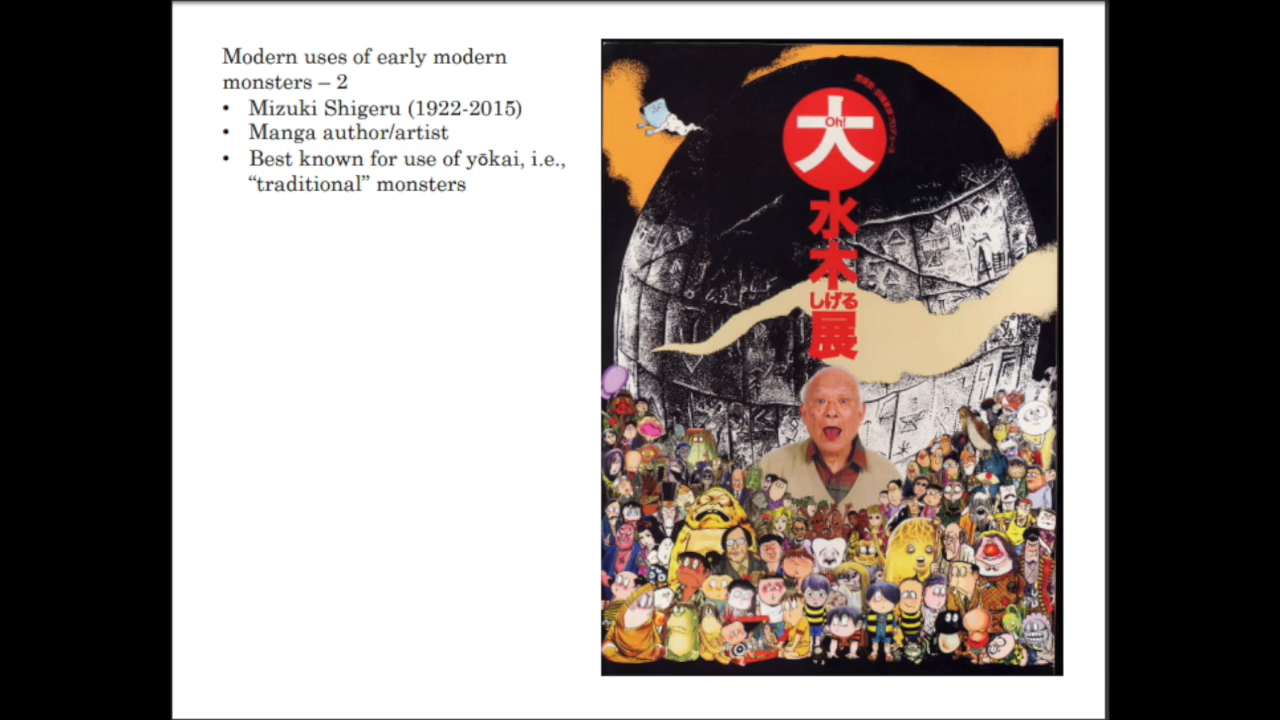 Modern uses of early modern
monsters – 2
• Mizuki Shigeru (1922-2015)
• Manga author/artist
• Best known for use of yōkai, i.e.,
“traditional” monsters
大
Oh!
水
木
しげる
展